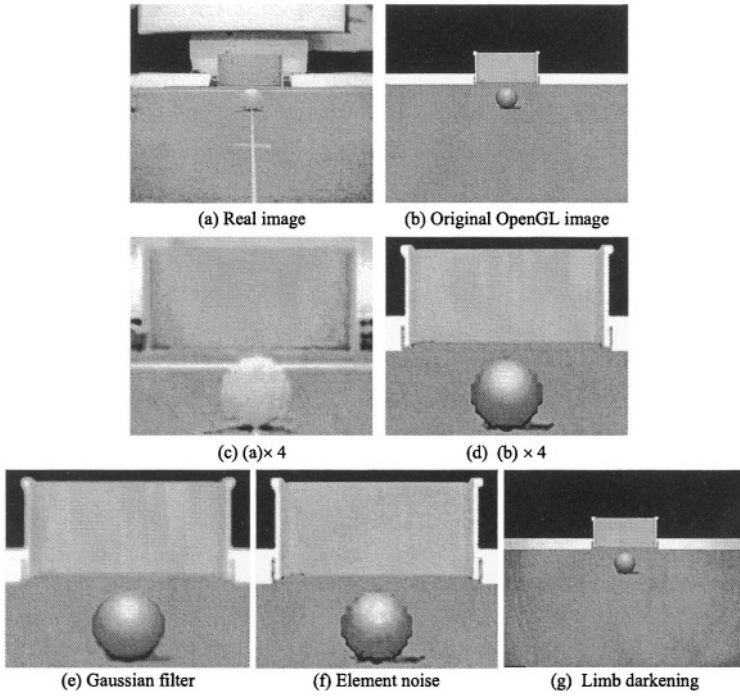 (a) Real image
(b) Original OpenGL image
(c) (a)× 4
(d) (b) × 4
(e) Gaussian filter
(f) Element noise
(g) Limb darkening